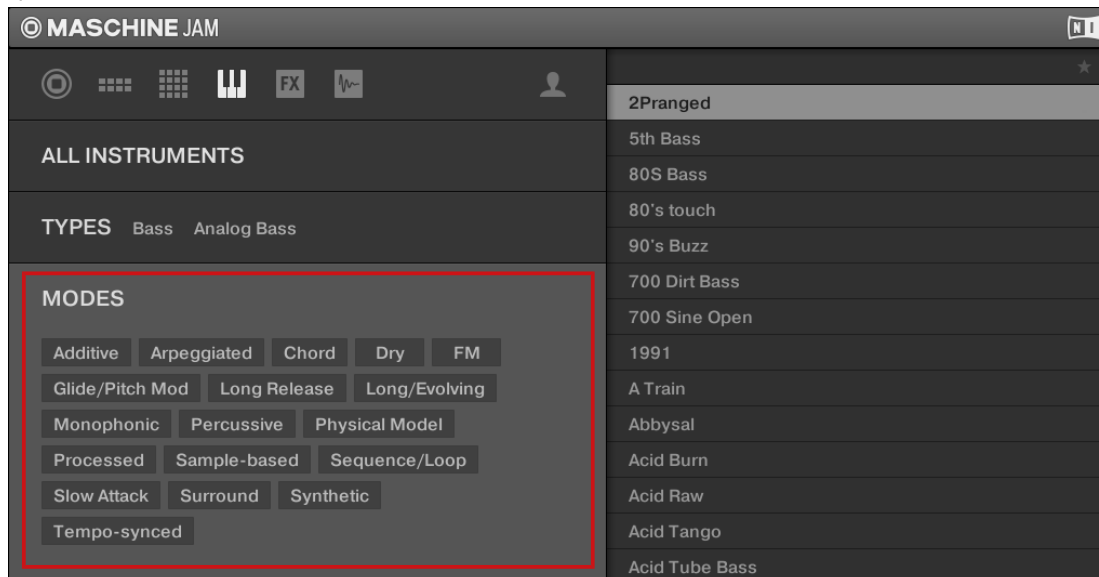 MASCHINE JAM
NI
FX
ALL INSTRUMENTS
TYPES Bass Analog Bass
MODES
Additive Arpeggiated Chord Dry FM
Glide/Pitch Mod Long Release Long/Evolving
Monophonic Percussive Physical Model
Processed Sample-based Sequence/Loop
Slow Attack Surround Synthetic
Tempo-synced
2Pranged
5th Bass
80S Bass
80's touch
90's Buzz
700 Dirt Bass
700 Sine Open
1991
A Train
Abbysal
Acid Burn
Acid Raw
Acid Tango
Acid Tube Bass